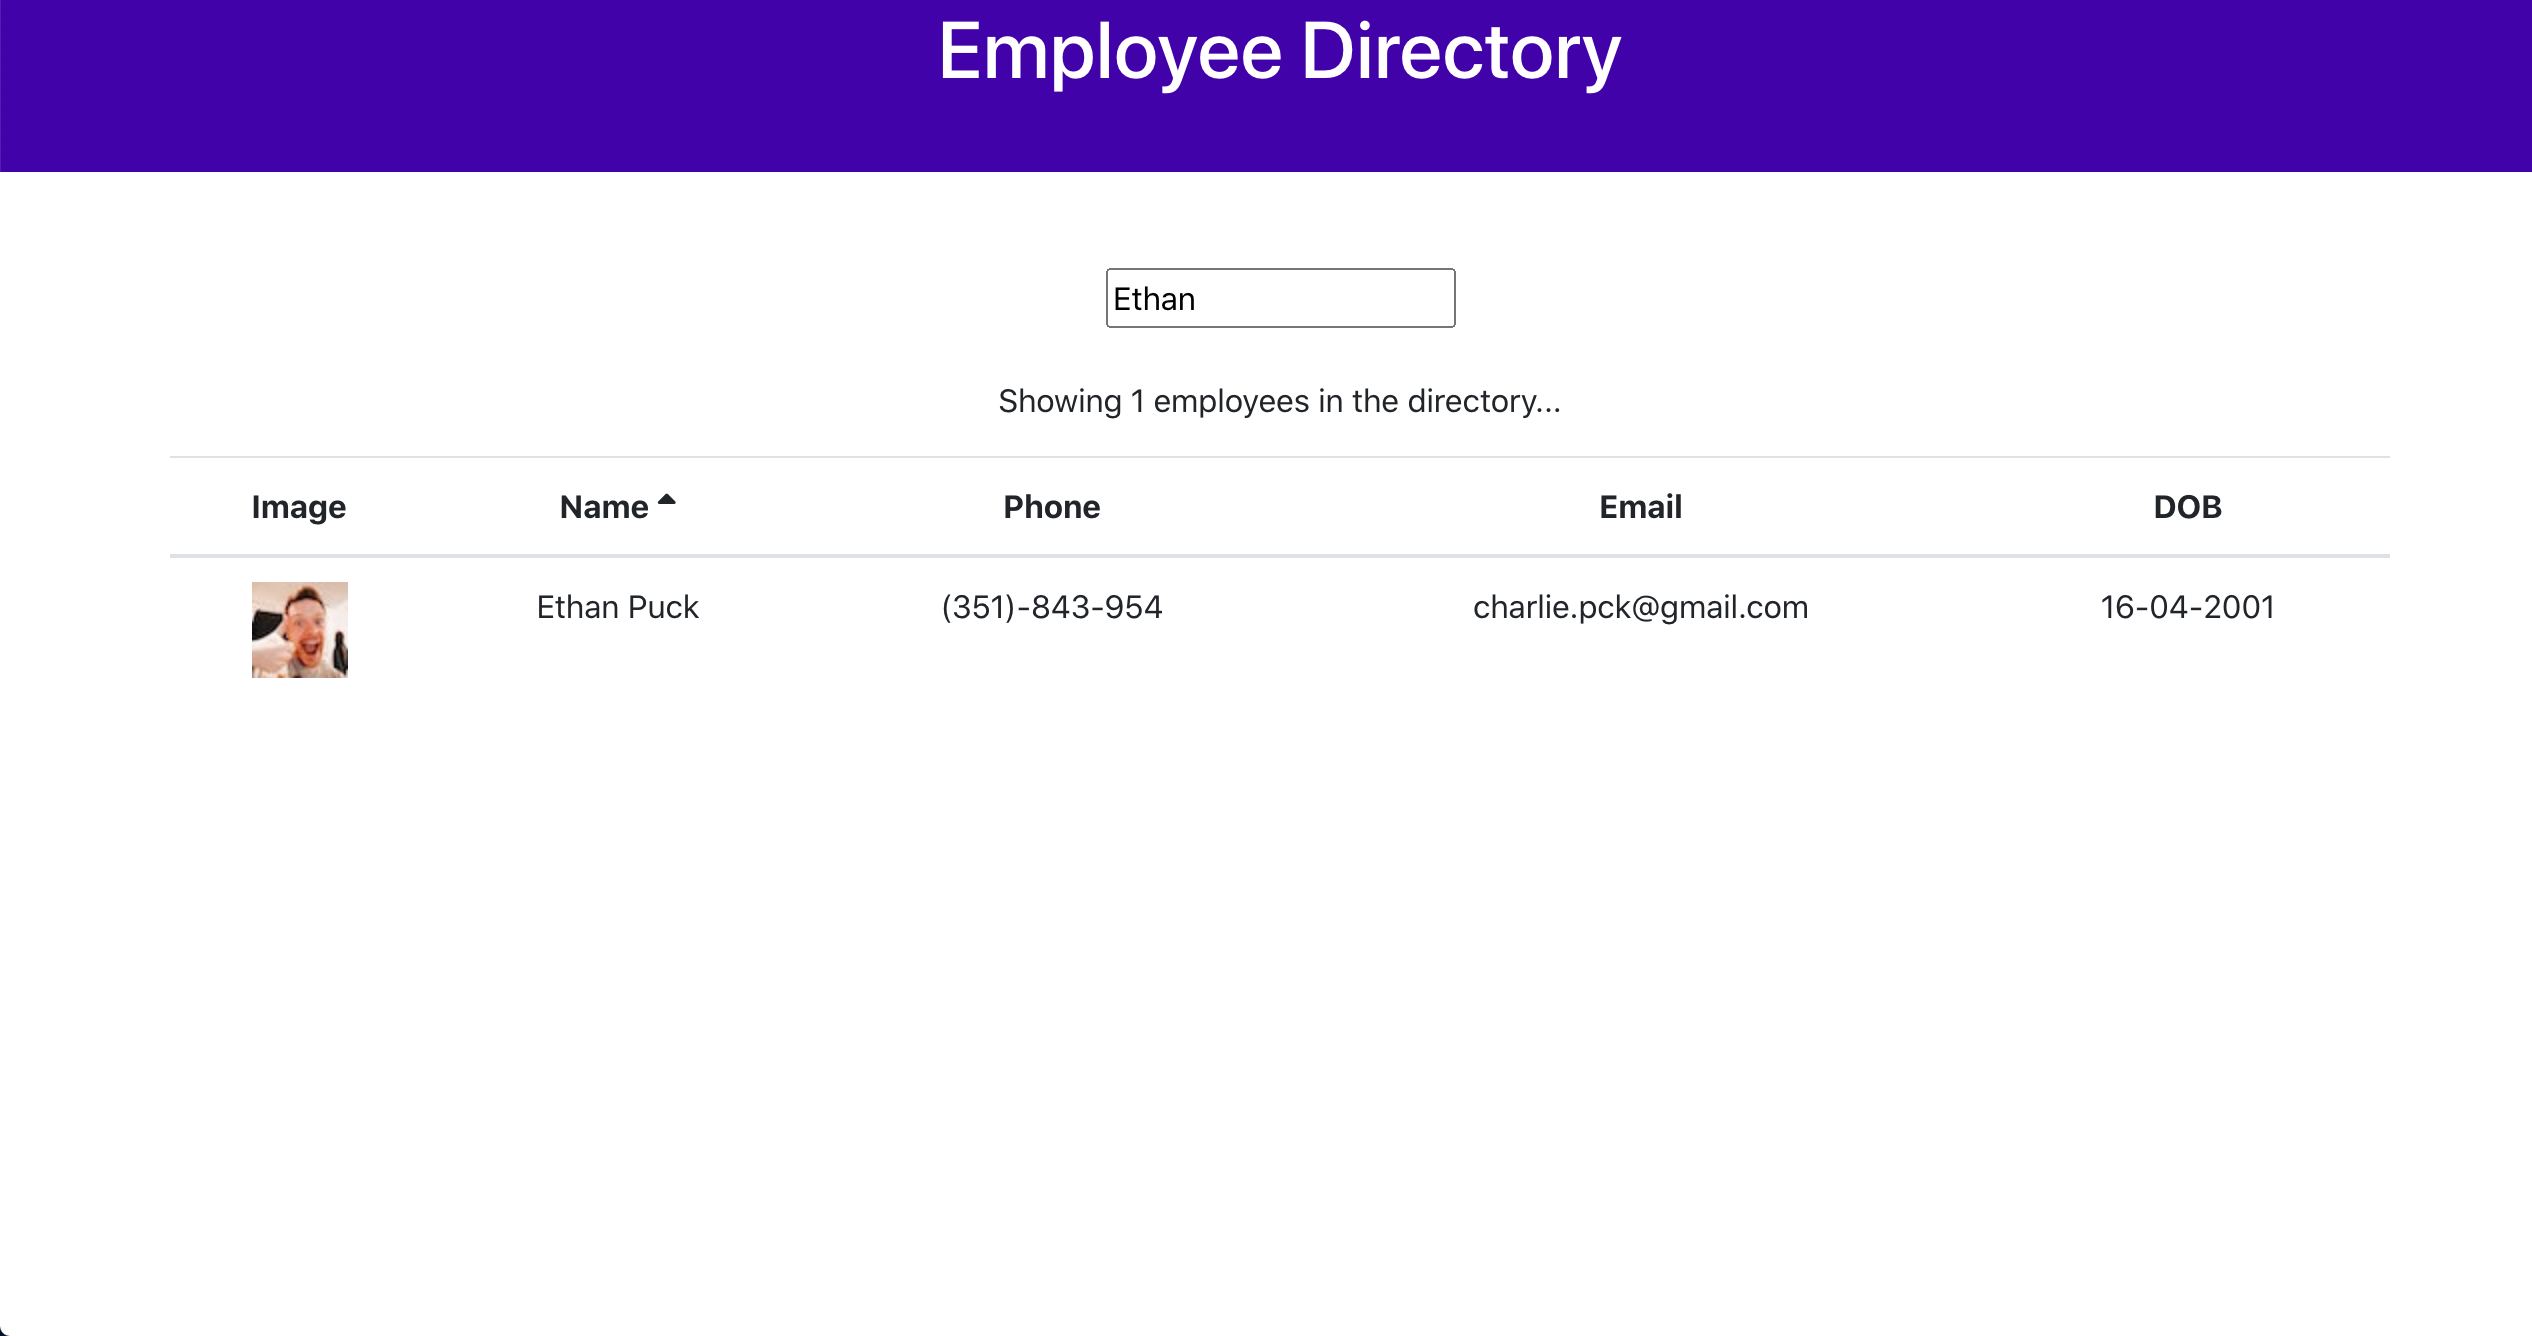 Employee Directory
Ethan
Showing 1 employees in the directory...
Image Name Phone Email DOB
Ethan Puck (351)-843-954 charlie.pck@gmail.com 16-04-2001